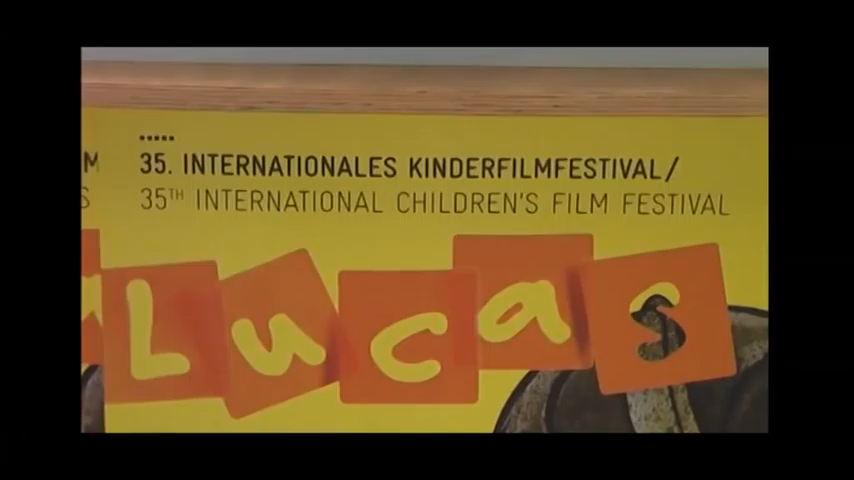 M
S
35. INTERNATIONALES KINDERFILMFESTIVAL/
35TH INTERNATIONAL CHILDREN'S FILM FESTIVAL
Lucas